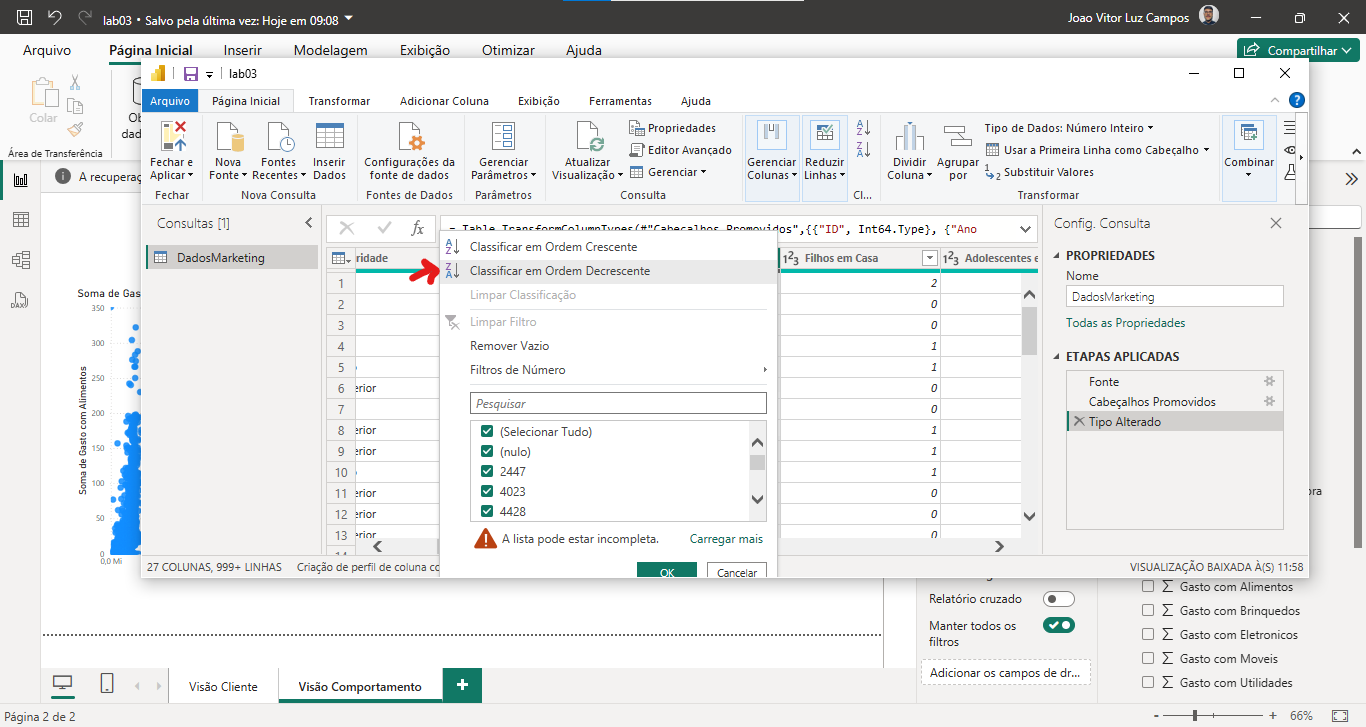 lab03 • Salvo pela última vez: Hoje em 09:08
Joao Vitor Luz Campos
Arquivo Página Inicial Inserir Modelagem Exibição Otimizar Ajuda
Compartilhar
Colar
Área de Transferência
A recuperaç
lab03
Arquivo Página Inicial Transformar Adicionar Coluna Exibição Ferramentas Ajuda
Fechar e Aplicar
Fechar
Nova Fonte
Fontes Recentes
Inserir Dados
Nova Consulta
Configurações da fonte de dados
Fontes de Dados
Gerenciar Parâmetros
Parâmetros
Atualizar Visualização
Propriedades
Editor Avançado
Gerenciar
Consulta
Gerenciar Colunas
Reduzir Linhas
Cl...
Dividir Coluna
Agrupar por
Tipo de Dados: Número Inteiro
Usar a Primeira Linha como Cabeçalho
Substituir Valores
Transformar
Combinar
Consultas [1]
DadosMarketing
= Table.TransformColumnTypes(#"Cabeçalhos Promovidos",{{"ID", Int64.Type}, {"Ano
ridade
Filhos em Casa
Adolescentes e
1 2
2 0
3 0
4 1
5 1
6 erior 0
7 0
8 erior 1
9 erior 1
10 1
11 erior 0
12 erior 0
13 erior 0
14
Classificar em Ordem Crescente
Classificar em Ordem Decrescente
Limpar Classificação
Limpar Filtro
Remover Vazio
Filtros de Número
Pesquisar
(Selecionar Tudo)
(nulo)
2447
4023
4428
A lista pode estar incompleta. Carregar mais
OK Cancelar
Config. Consulta
PROPRIEDADES
Nome
DadosMarketing
Todas as Propriedades
ETAPAS APLICADAS
Fonte
Cabeçalhos Promovidos
Tipo Alterado
27 COLUNAS, 999+ LINHAS Criação de perfil de coluna co
VISUALIZAÇÃO BAIXADA À(S) 11:58
Soma de Gast
Soma de Gasto com Alimentos
350
300
250
200
150
100
50
0
0,0 Mi
ora
Relatório cruzado
Manter todos os filtros
Adicionar os campos de dr...
Gasto com Alimentos
Gasto com Brinquedos
Gasto com Eletronicos
Gasto com Moveis
Gasto com Utilidades
Visão Cliente Visão Comportamento
Página 2 de 2
66%